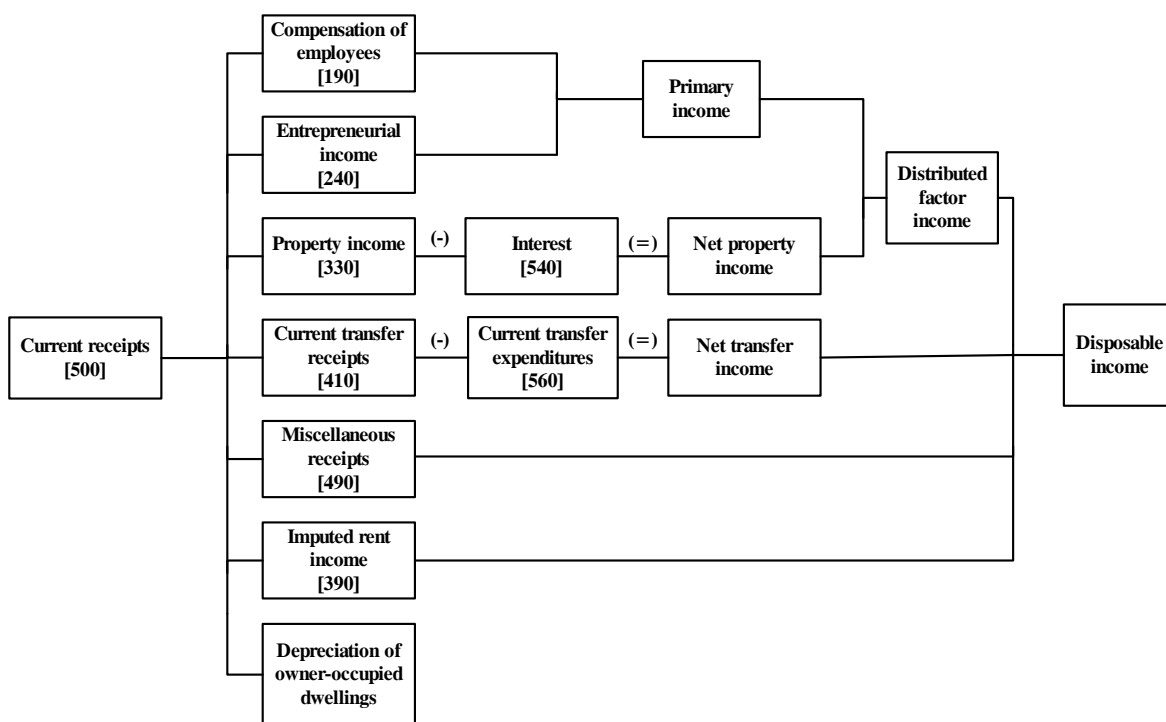 Compensation of
employees
[190]
Primary
income
Entrepreneurial
income
[240]
Distributed
factor
income
Property income
[330]
(-)
Interest
[540]
(=)
Net property
income
Current receipts
[500]
Current transfer
receipts
[410]
(-)
Current transfer
expenditures
[560]
(=)
Net transfer
income
Disposable
income
Miscellaneous
receipts
[490]
Imputed rent
income
[390]
Depreciation of
owner-occupied
dwellings